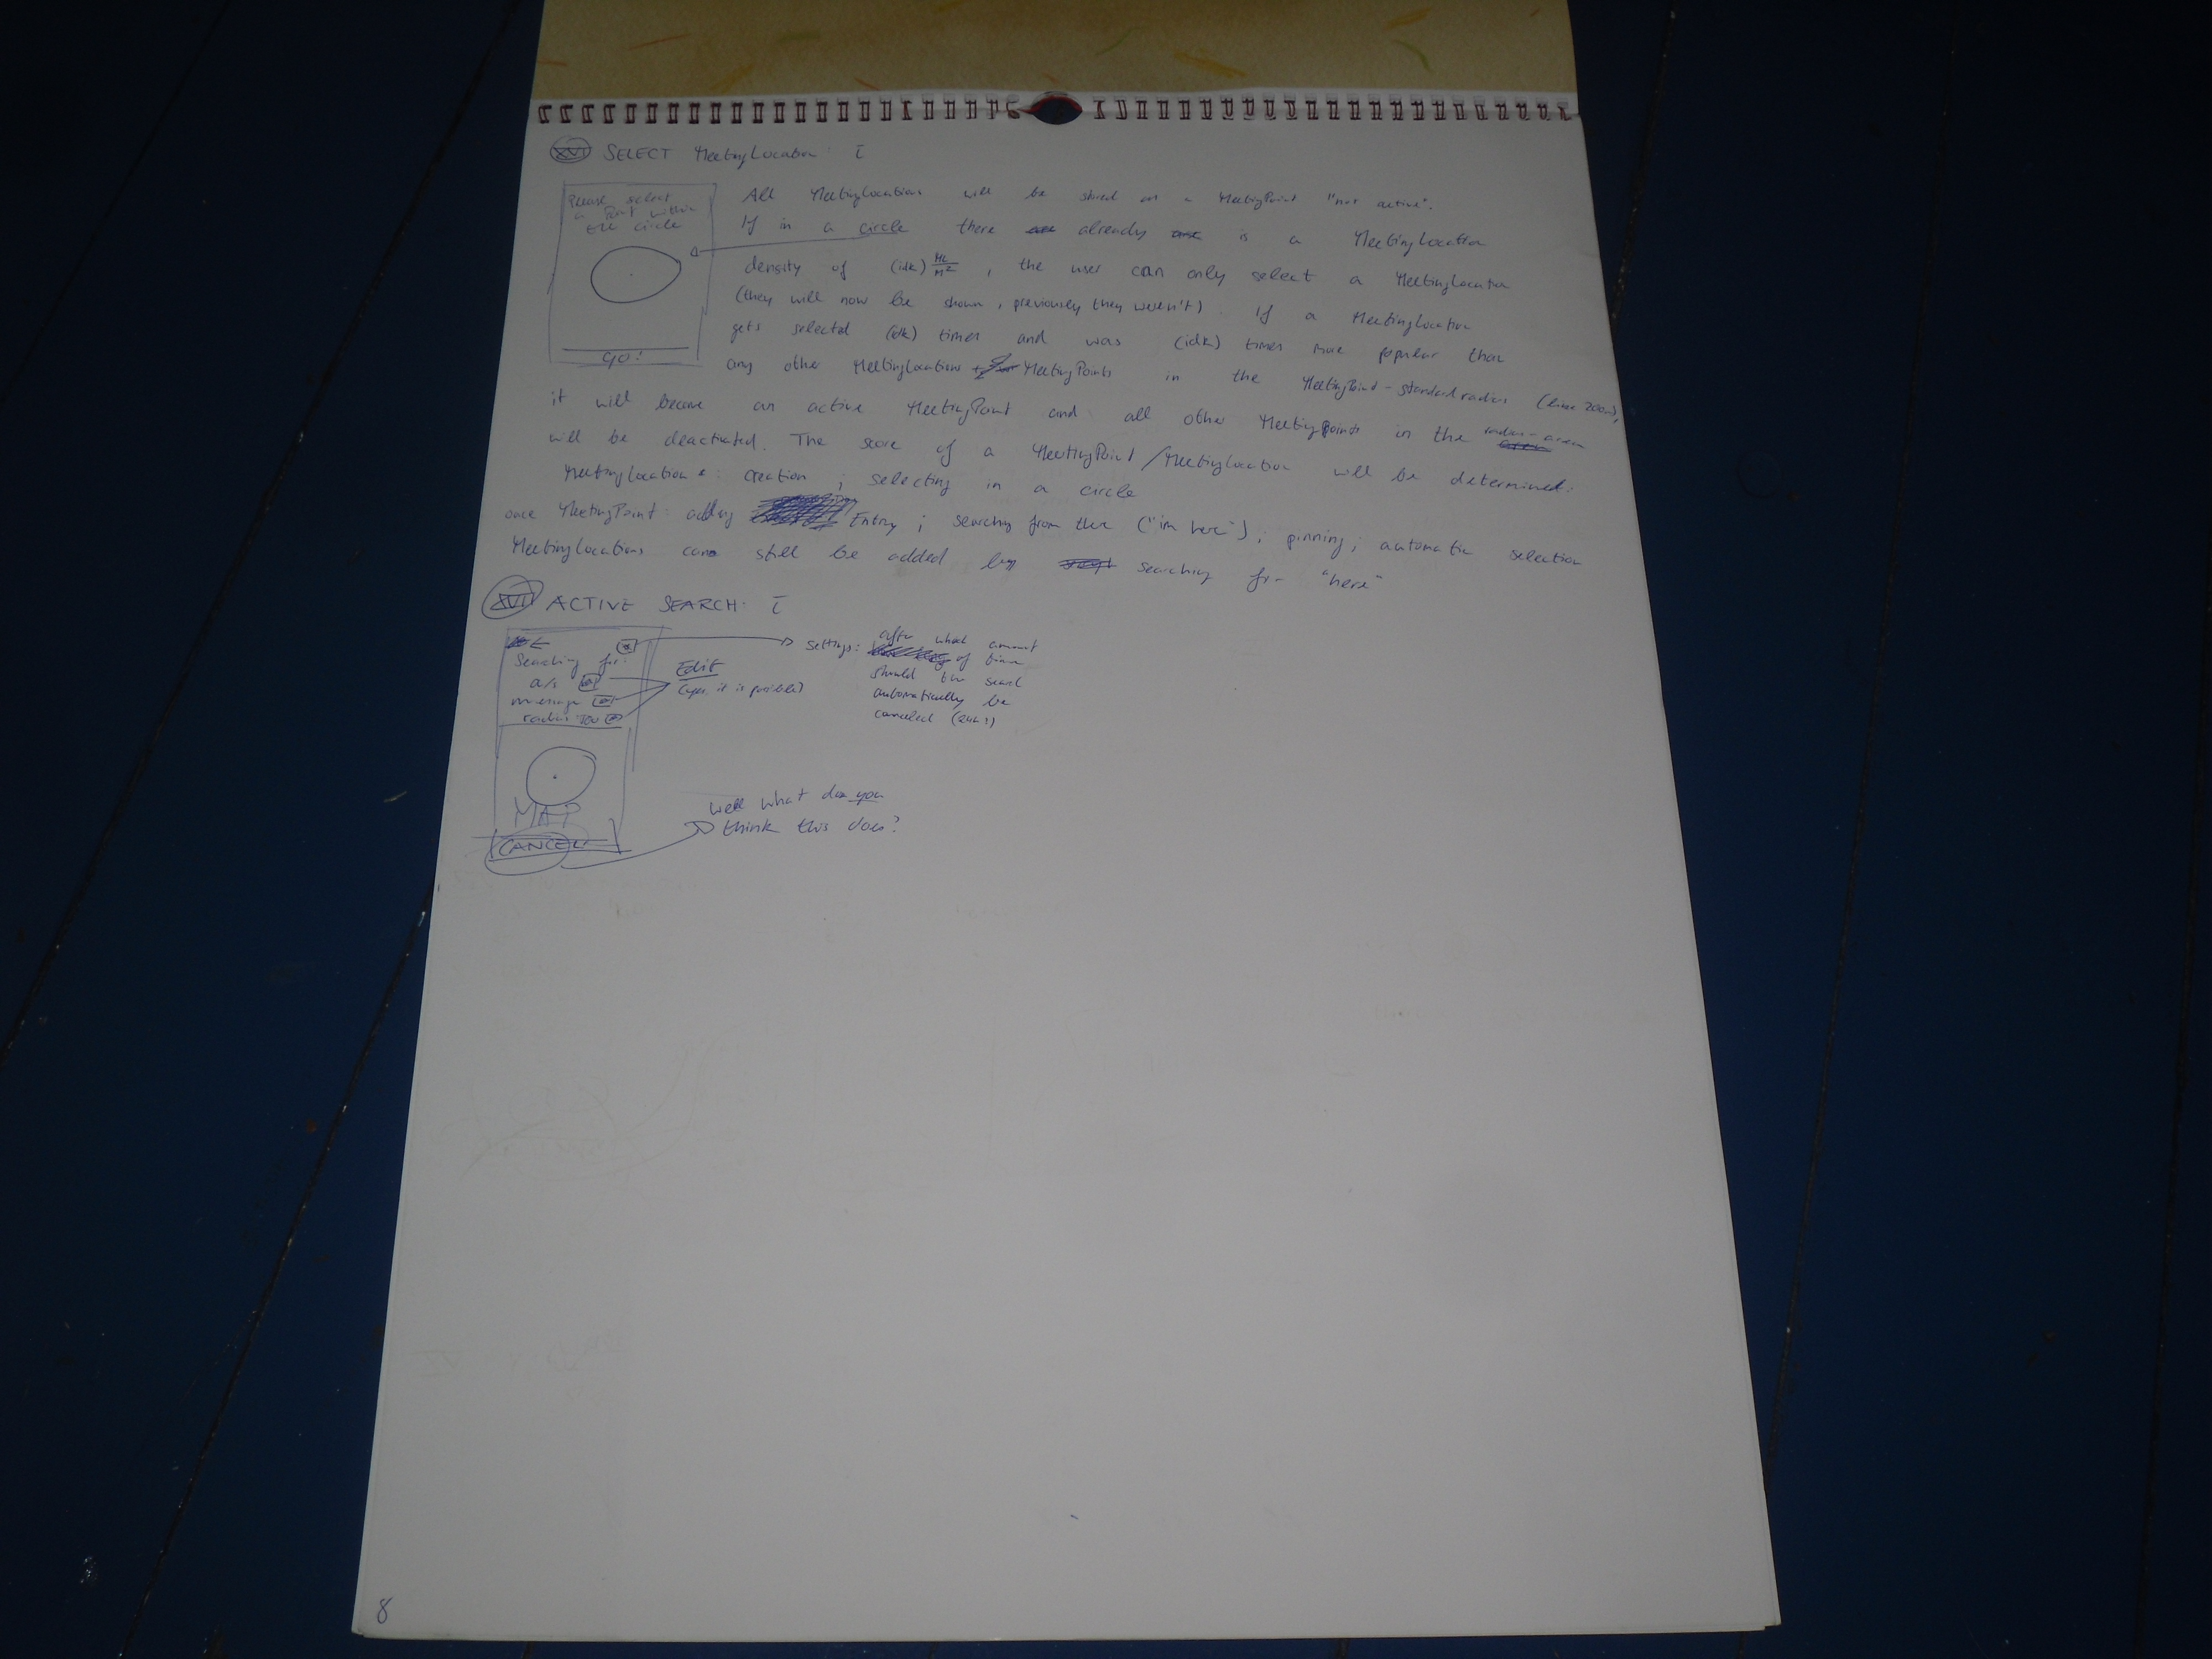 XVI SELECT MeetingLocation: I
Please select
a Point within
the circle
GO!
All MeetingLocations will be stored as a MeetingPoint "not active".
If in a circle there already is a MeetingLocation
density of (idk) ML/M², the user can only select a MeetingLocation
(they will now be shown, previously they weren't). If a MeetingLocation
gets selected (idk) times and was (idk) times more popular than
any other MeetingLocations MeetingPoints in the MeetingPoint-standard radius (200m),
it will become an active MeetingPoint and all other MeetingPoints in the radius-area
will be deactivated. The score of a MeetingPoint/MeetingLocation will be determined:
MeetingLocation: creation; selecting in a circle
once MeetingPoint: adding Entry; searching from there ("im here"); pinning; automatic selection
MeetingLocations can still be added by searching for "here"
XVII ACTIVE SEARCH: I
Searching for:
a/s
message
radius
MAP
CANCEL
Edit
(yes, it is possible)
settings: after what amount
of time
should the search
automatically be
canceled (24h?)
Well what do you
think this does?
8